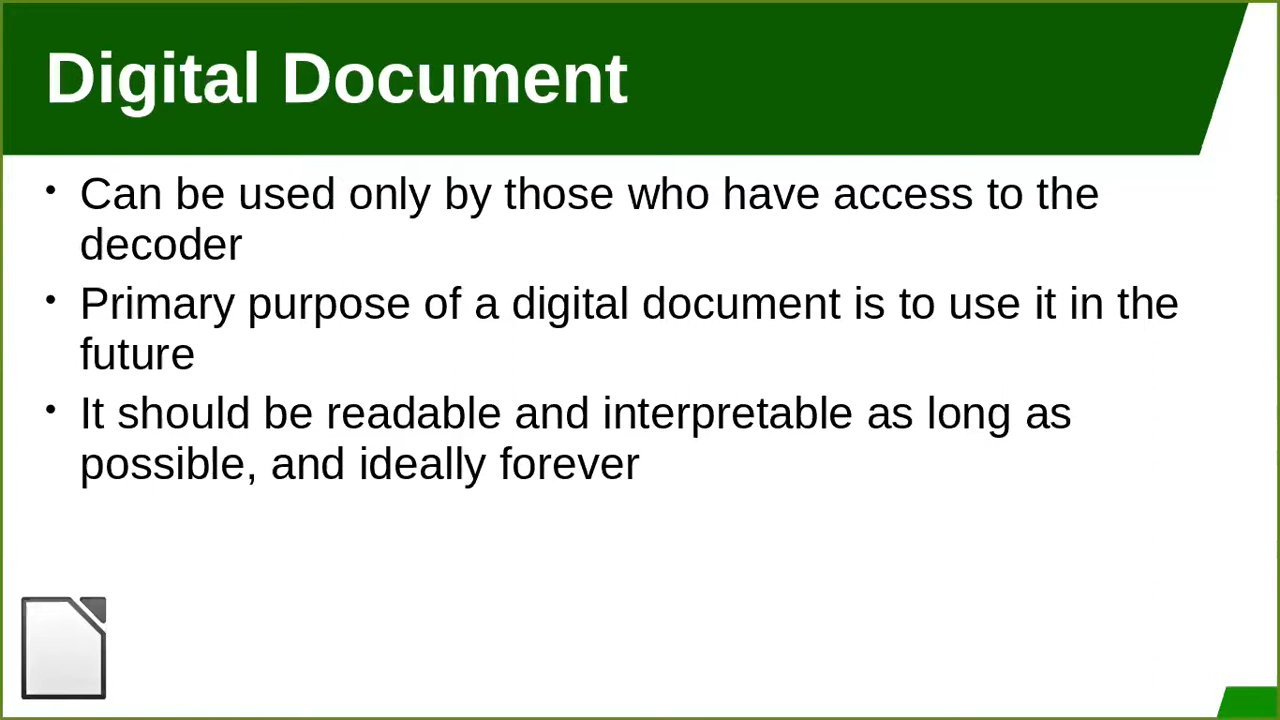 Digital Document
• Can be used only by those who have access to the
decoder
• Primary purpose of a digital document is to use it in the
future
• It should be readable and interpretable as long as
possible, and ideally forever